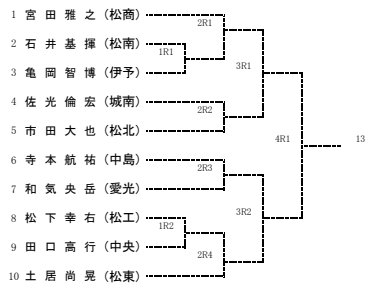 1 宮田雅之（松商）
2R1
2 石井基揮（松南）
1R1
3 亀岡智博（伊予）
3R1
4 佐光倫宏（城南）
2R2
5 市田大也（松北）
4R1 13
6 寺本航祐（中島）
2R3
7 和気央岳（愛光）
3R2
8 松下幸右（松工）
1R2
9 田口高行（中央）
2R4
10 土居尚晃（松東）